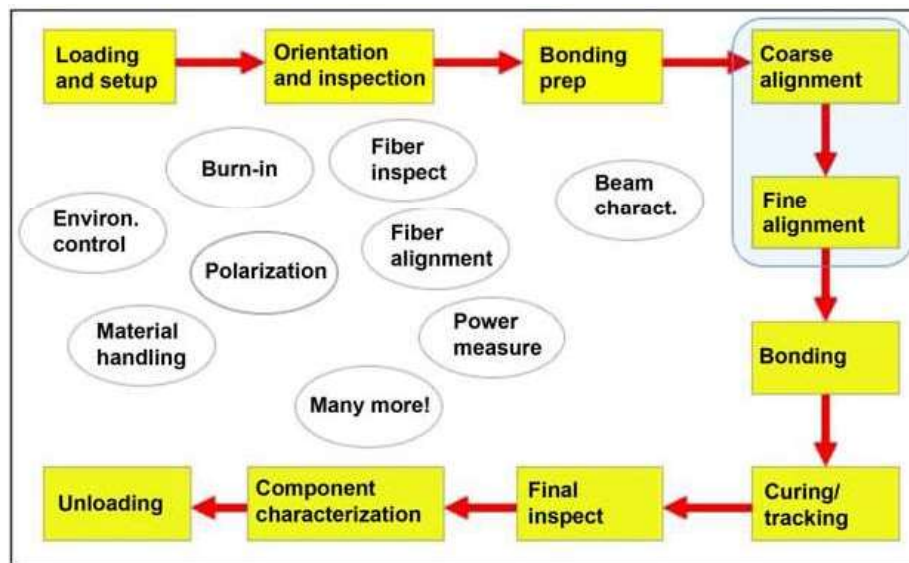 Loading
and setup
Orientation
and inspection
Bonding
prep
Coarse
alignment
Burn-in
Fiber
inspect
Beam
charact.
Environ.
control
Fiber
alignment
Fine
alignment
Polarization
Material
handling
Power
measure
Bonding
Many more!
Unloading
Component
characterization
Final
inspect
Curing/
tracking